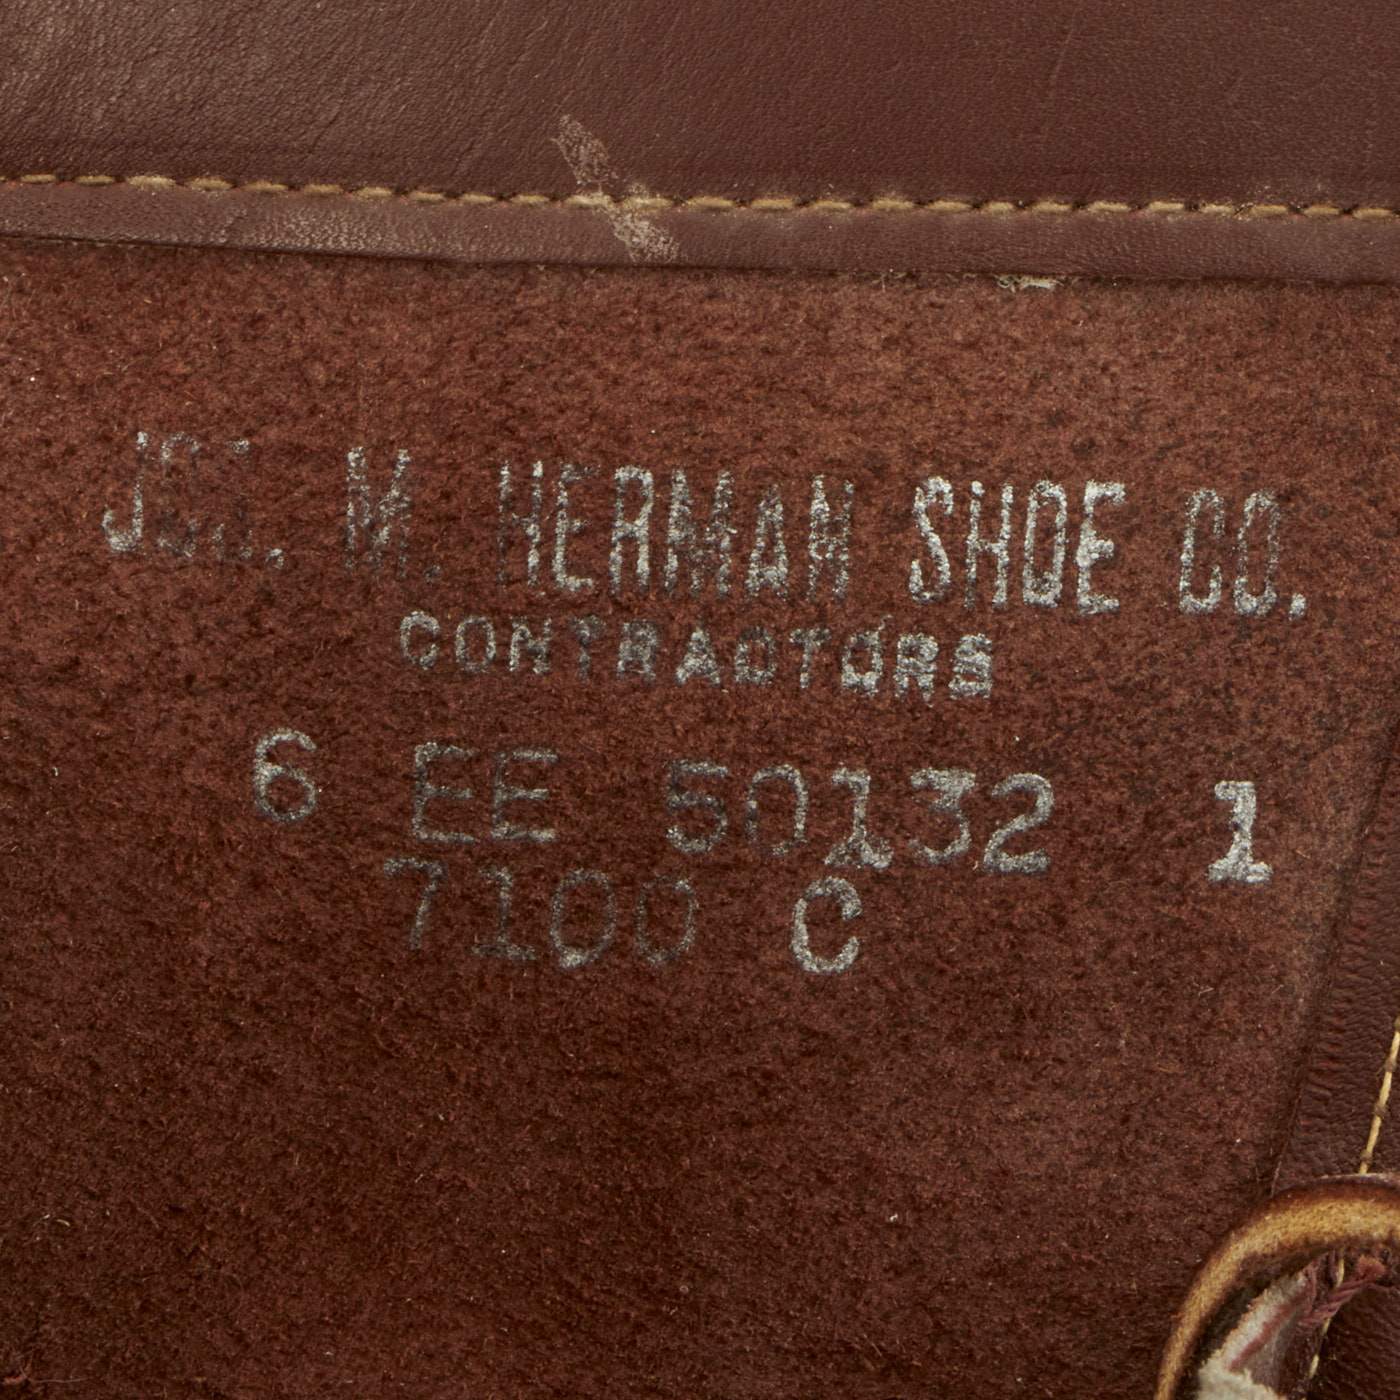 JOS. M. HERMAN SHOE CO.
CONTRACTORS
6 EE 50132 1
7100 C